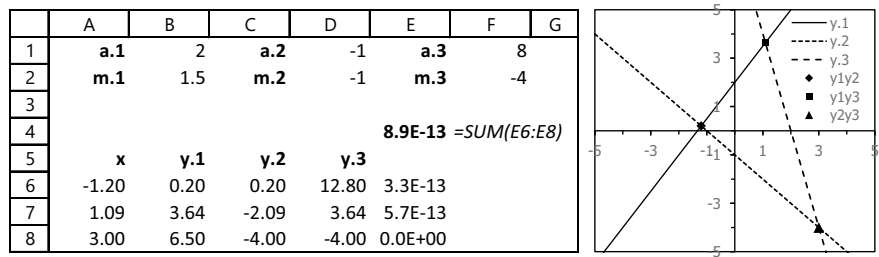 A B C D E F G
1 a.1 2 a.2 -1 a.3 8
2 m.1 1.5 m.2 -1 m.3 -4
3
4 8.9E-13 =SUM(E6:E8)
5 x y.1 y.2 y.3
6 -1.20 0.20 0.20 12.80 3.3E-13
7 1.09 3.64 -2.09 3.64 5.7E-13
8 3.00 6.50 -4.00 -4.00 0.0E+00
5
3
1
-1
-3
-5
-5 -3 -1 1 3 5
y.1
y.2
y.3
y1y2
y1y3
y2y3